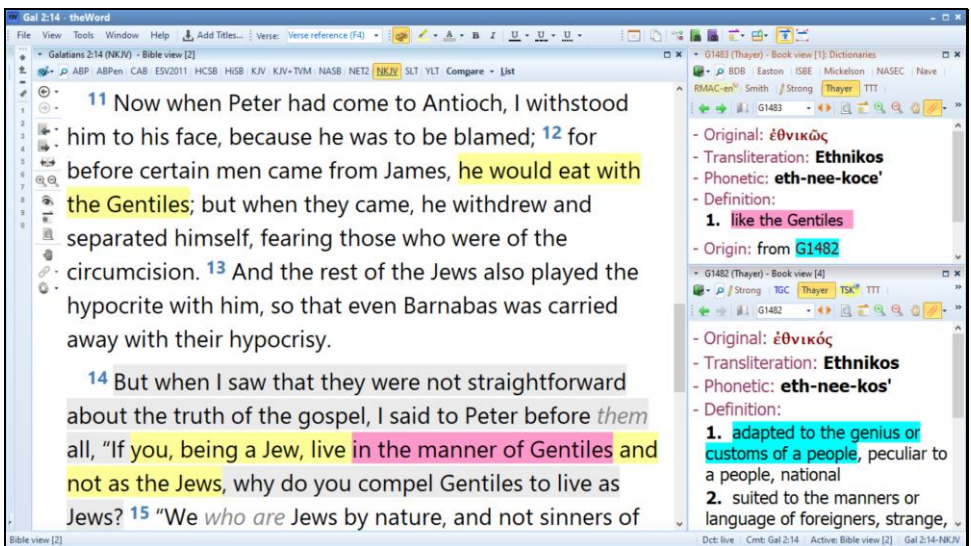 Gal 2:14 - theWord
File View Tools Window Help Add Titles... Verse: Verse reference (F4) A B I U U U
Galatians 2:14 (NKJV) - Bible view [2]
ABP ABPen CAB ESV2011 HCSB HiSB KJV KJV+TVM NASB NET2 NKJV SLT YLT Compare List
11 Now when Peter had come to Antioch, I withstood
him to his face, because he was to be blamed; 12 for
before certain men came from James, he would eat with
the Gentiles; but when they came, he withdrew and
separated himself, fearing those who were of the
circumcision. 13 And the rest of the Jews also played the
hypocrite with him, so that even Barnabas was carried
away with their hypocrisy.
14 But when I saw that they were not straightforward
about the truth of the gospel, I said to Peter before them
all, “If you, being a Jew, live in the manner of Gentiles and
not as the Jews, why do you compel Gentiles to live as
Jews? 15 “We who are Jews by nature, and not sinners of
G1483 (Thayer) - Book view [1]: Dictionaries
BDB Easton ISBE Mickelson NASEC Nave
RMAC-en Smith Strong Thayer TTT
G1483
- Original: ἐθνικῶς
- Transliteration: Ethnikos
- Phonetic: eth-nee-koce'
- Definition:
1. like the Gentiles
- Origin: from G1482
G1482 (Thayer) - Book view [4]
Strong TGC Thayer TSK TTT
G1482
- Original: ἐθνικός
- Transliteration: Ethnikos
- Phonetic: eth-nee-kos'
- Definition:
1. adapted to the genius or
customs of a people, peculiar to
a people, national
2. suited to the manners or
language of foreigners, strange,
Bible view [2]
Dct: live Cmt: Gal 2:14 Active: Bible view [2] Gal 2:14-NKJV